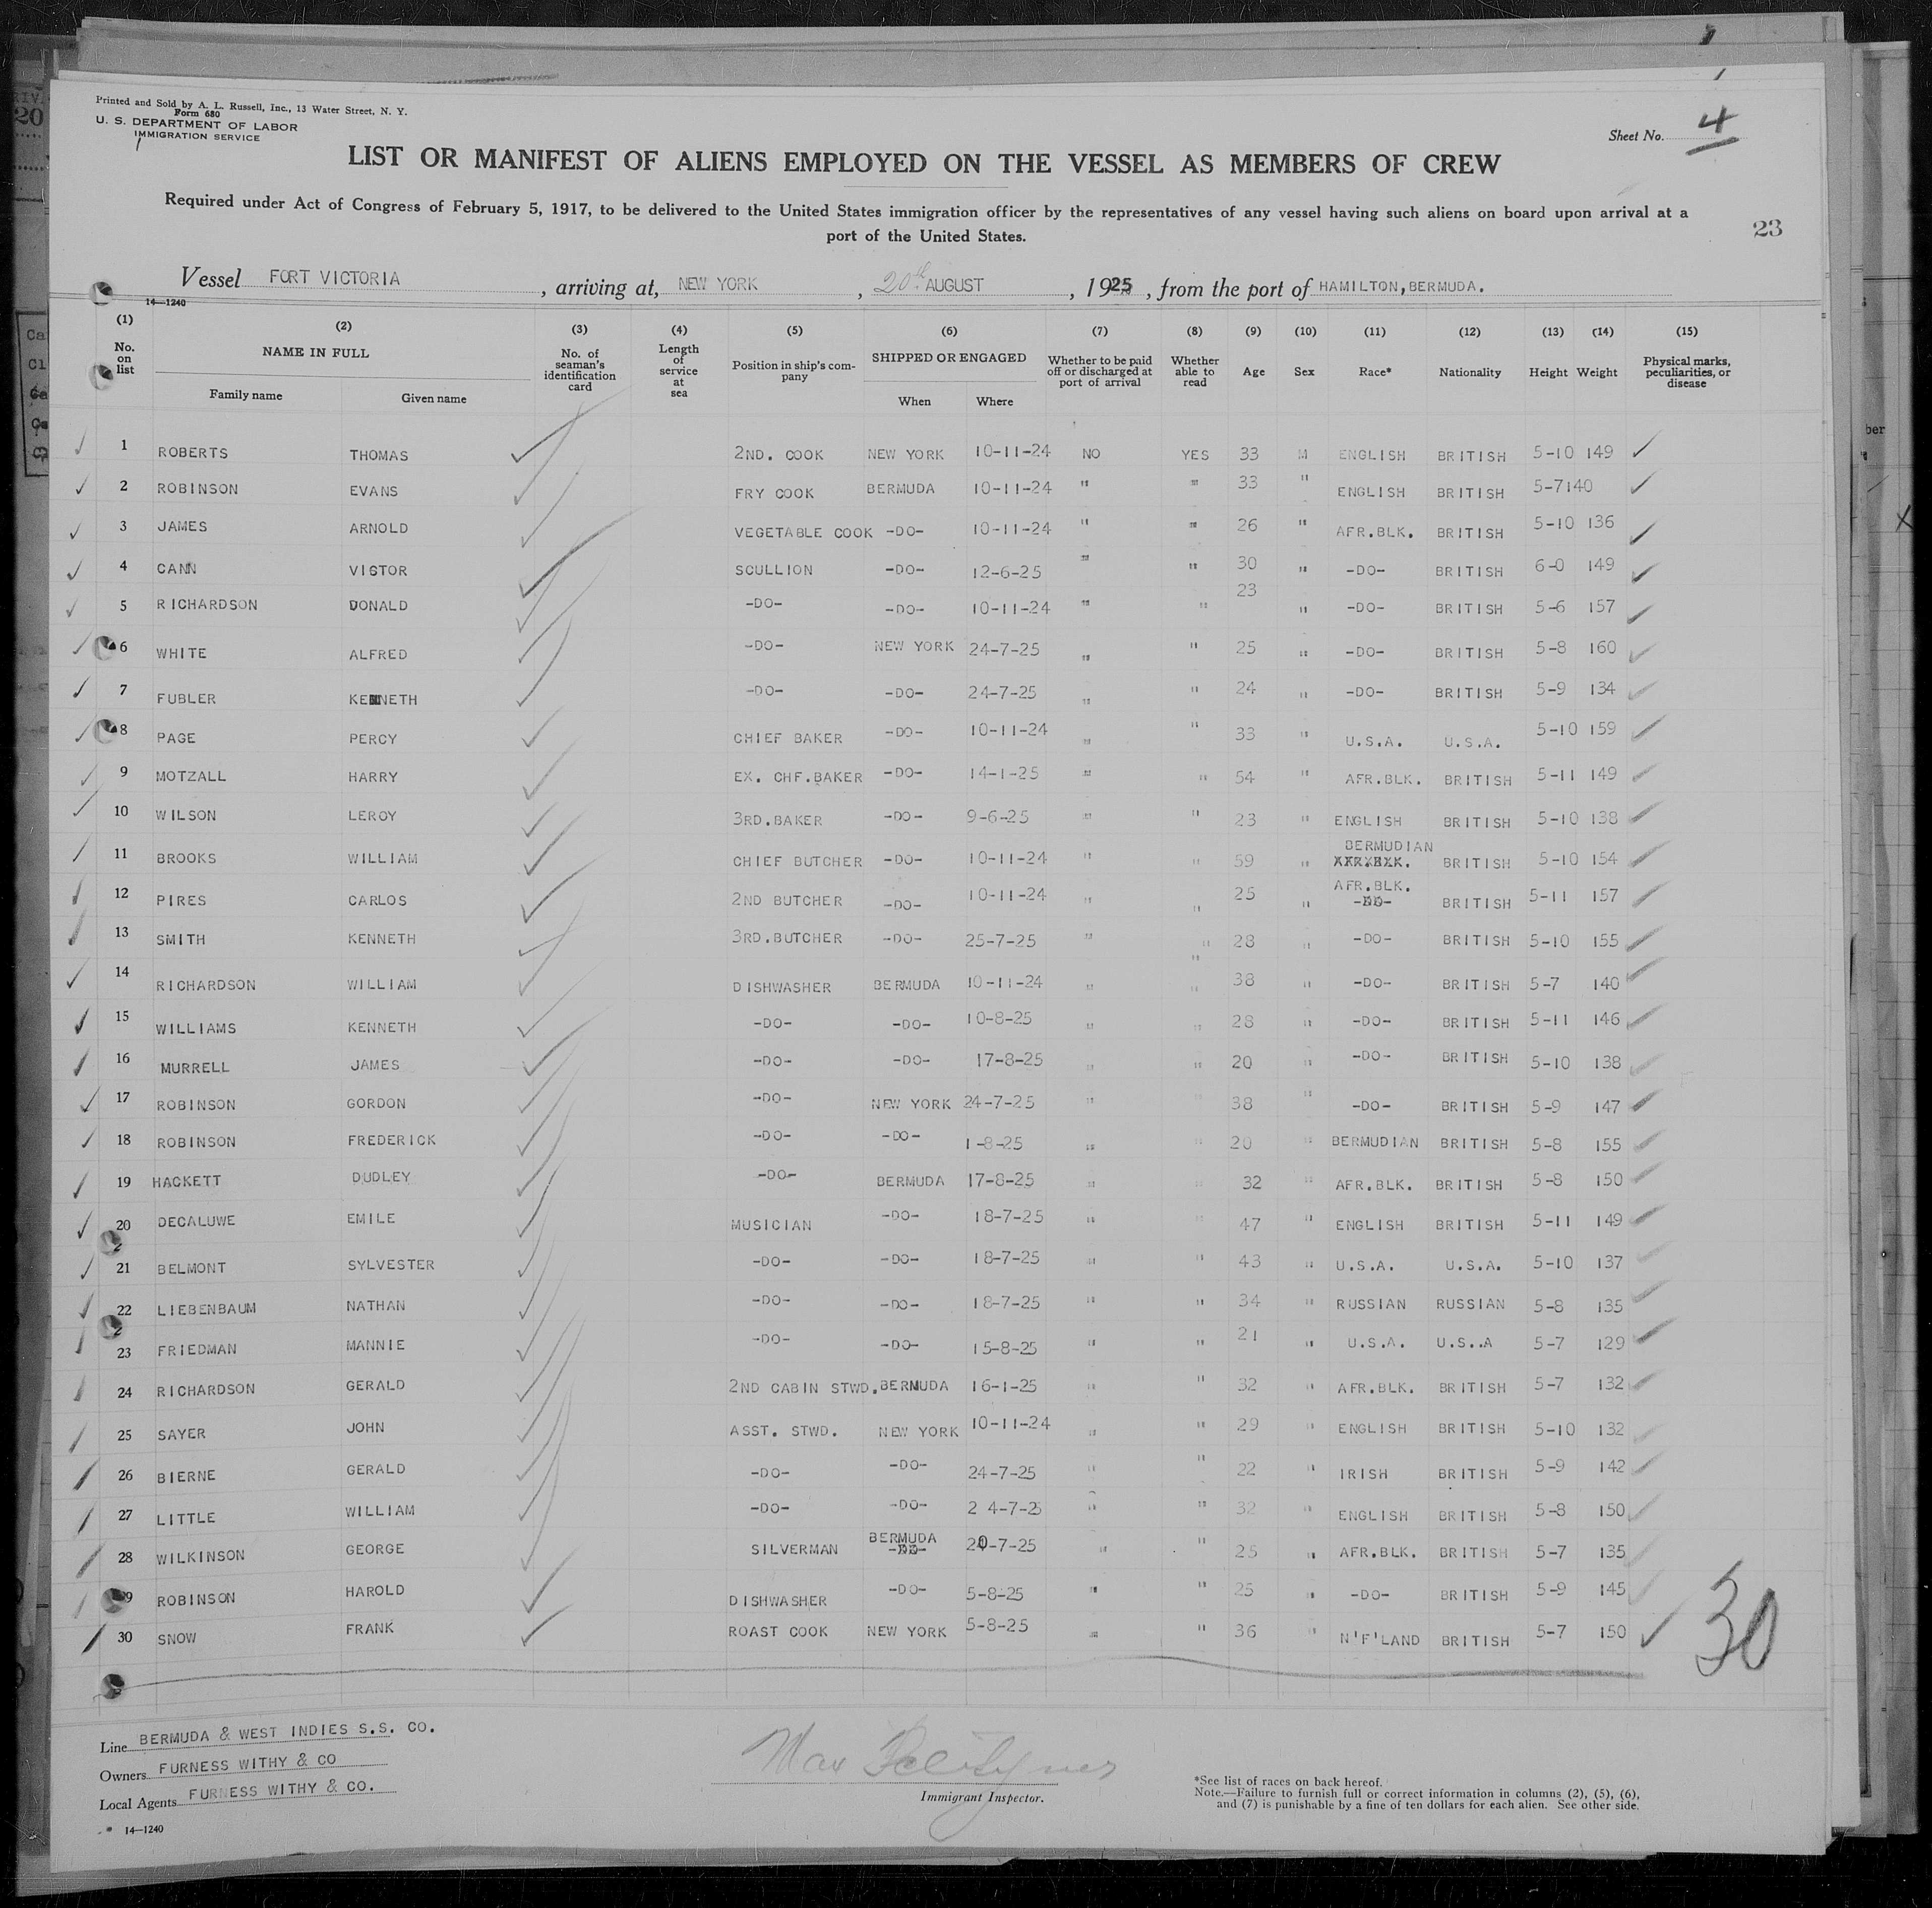 Printed and Sold by A. L. Russell, Inc., 13 Water Street, N. Y.
Form 680
U. S. DEPARTMENT OF LABOR
IMMIGRATION SERVICE
Sheet No. 4
LIST OR MANIFEST OF ALIENS EMPLOYED ON THE VESSEL AS MEMBERS OF CREW
Required under Act of Congress of February 5, 1917, to be delivered to the United States immigration officer by the representatives of any vessel having such aliens on board upon arrival at a
port of the United States.
23
Vessel FORT VICTORIA, arriving at, NEW YORK, 20th AUGUST, 1925, from the port of HAMILTON, BERMUDA.
14—1240
(1) (2) (3) (4) (5) (6) (7) (8) (9) (10) (11) (12) (13) (14) (15)
No. on list NAME IN FULL Family name Given name No. of seaman's identification card Length of service at sea Position in ship's company SHIPPED OR ENGAGED When Where Whether to be paid off or discharged at port of arrival Whether able to read Age Sex Race* Nationality Height Weight Physical marks, peculiarities, or disease
1 ROBERTS THOMAS 2ND. COOK NEW YORK 10-11-24 NO YES 33 M ENGLISH BRITISH 5-10 149
2 ROBINSON EVANS FRY COOK BERMUDA 10-11-24 " " 33 " ENGLISH BRITISH 5-7 140
3 JAMES ARNOLD VEGETABLE COOK -DO- 10-11-24 " " 26 " AFR.BLK. BRITISH 5-10 136
4 CANN VISTOR SCULLION -DO- 12-6-25 " " 30 " -DO- BRITISH 6-0 149
5 RICHARDSON DONALD -DO- -DO- 10-11-24 " " 23 " -DO- BRITISH 5-6 157
6 WHITE ALFRED -DO- NEW YORK 24-7-25 " " 25 " -DO- BRITISH 5-8 160
7 FUBLER KENNETH -DO- -DO- 24-7-25 " " 24 " -DO- BRITISH 5-9 134
8 PAGE PERCY CHIEF BAKER -DO- 10-11-24 " " 33 " U.S.A. U.S.A. 5-10 159
9 MOTZALL HARRY EX. CHF.BAKER -DO- 14-1-25 " " 54 " AFR.BLK. BRITISH 5-11 149
10 WILSON LEROY 3RD.BAKER -DO- 9-6-25 " " 23 " ENGLISH BRITISH 5-10 138
11 BROOKS WILLIAM CHIEF BUTCHER -DO- 10-11-24 " " 59 " BERMUDIAN BRITISH 5-10 154
12 PIRES CARLOS 2ND BUTCHER -DO- 10-11-24 " " 25 " AFR.BLK. -DO- BRITISH 5-11 157
13 SMITH KENNETH 3RD.BUTCHER -DO- 25-7-25 " " 28 " -DO- BRITISH 5-10 155
14 RICHARDSON WILLIAM DISHWASHER BERMUDA 10-11-24 " " 38 " -DO- BRITISH 5-7 140
15 WILLIAMS KENNETH -DO- -DO- 10-8-25 " " 28 " -DO- BRITISH 5-11 146
16 MURRELL JAMES -DO- -DO- 17-8-25 " " 20 " -DO- BRITISH 5-10 138
17 ROBINSON GORDON -DO- NEW YORK 24-7-25 " " 38 " -DO- BRITISH 5-9 147
18 ROBINSON FREDERICK -DO- -DO- 1-8-25 " " 20 " BERMUDIAN BRITISH 5-8 155
19 HACKETT DUDLEY -DO- BERMUDA 17-8-25 " " 32 " AFR.BLK. BRITISH 5-8 150
20 DECALUWE EMILE MUSICIAN -DO- 18-7-25 " " 47 " ENGLISH BRITISH 5-11 149
21 BELMONT SYLVESTER -DO- -DO- 18-7-25 " " 43 " U.S.A. U.S.A. 5-10 137
22 LIEBENBAUM NATHAN -DO- -DO- 18-7-25 " " 34 " RUSSIAN RUSSIAN 5-8 135
23 FRIEDMAN MANNIE -DO- -DO- 15-8-25 " " 21 " U.S.A. U.S..A 5-7 129
24 RICHARDSON GERALD 2ND CABIN STWD. BERMUDA 16-1-25 " " 32 " AFR.BLK. BRITISH 5-7 132
25 SAYER JOHN ASST. STWD. NEW YORK 10-11-24 " " 29 " ENGLISH BRITISH 5-10 132
26 BIERNE GERALD -DO- -DO- 24-7-25 " " 22 " IRISH BRITISH 5-9 142
27 LITTLE WILLIAM -DO- -DO- 2 4-7-25 " " 32 " ENGLISH BRITISH 5-8 150
28 WILKINSON GEORGE SILVERMAN BERMUDA -DO- 20-7-25 " " 25 " AFR.BLK. BRITISH 5-7 135
29 ROBINSON HAROLD DISHWASHER -DO- 5-8-25 " " 25 " -DO- BRITISH 5-9 145
30 SNOW FRANK ROAST COOK NEW YORK 5-8-25 " " 36 " N'F'LAND BRITISH 5-7 150
30
Line BERMUDA & WEST INDIES S.S. CO.
Owners FURNESS WITHY & CO
Local Agents FURNESS WITHY & CO.
14—1240
Max
Immigrant Inspector.
*See list of races on back hereof.
Note.—Failure to furnish full or correct information in columns (2), (5), (6),
and (7) is punishable by a fine of ten dollars for each alien. See other side.